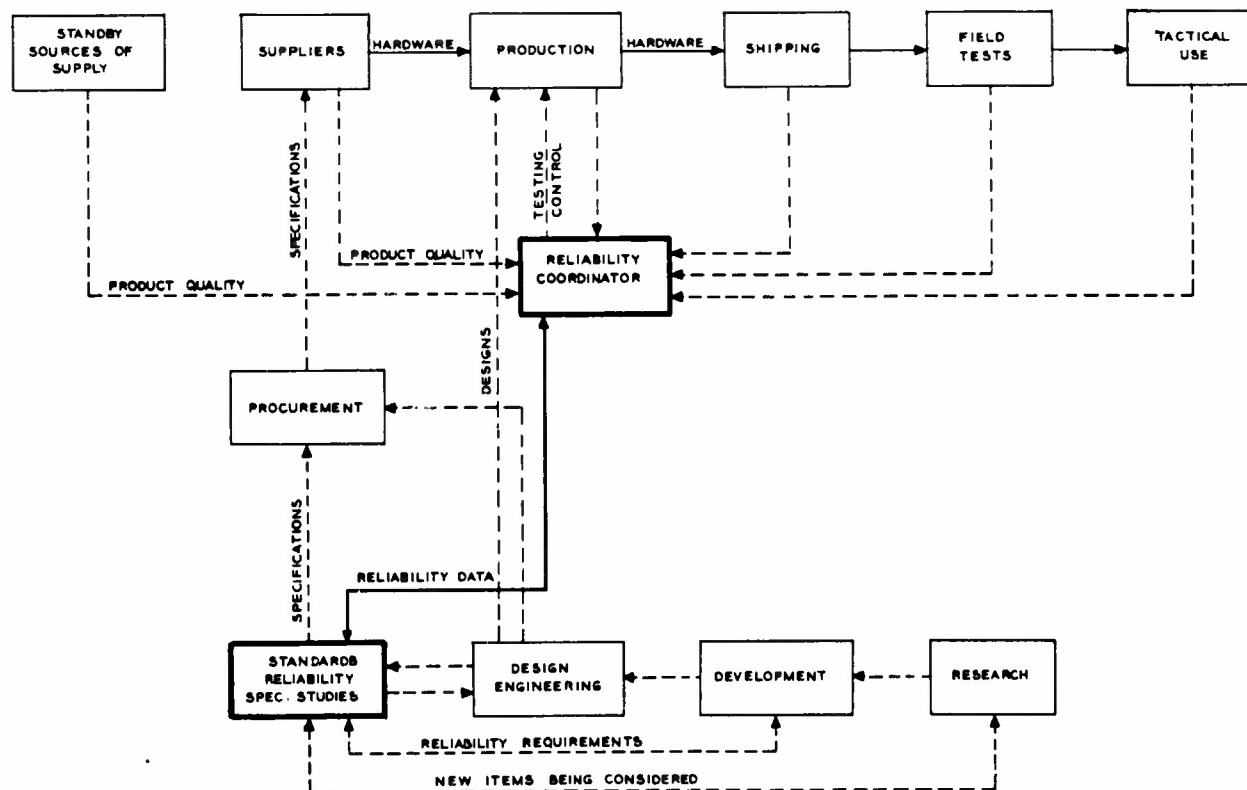 STANDBY
SOURCES OF
SUPPLY
SUPPLIERS
HARDWARE
PRODUCTION
HARDWARE
SHIPPING
FIELD
TESTS
TACTICAL
USE
SPECIFICATIONS
TESTING
CONTROL
PRODUCT QUALITY
RELIABILITY
COORDINATOR
PRODUCT QUALITY
DESIGNS
PROCUREMENT
SPECIFICATIONS
RELIABILITY DATA
STANDARDB
RELIABILITY
SPEC. STUDIES
DESIGN
ENGINEERING
DEVELOPMENT
RESEARCH
RELIABILITY REQUIREMENTS
NEW ITEMS BEING CONSIDERED